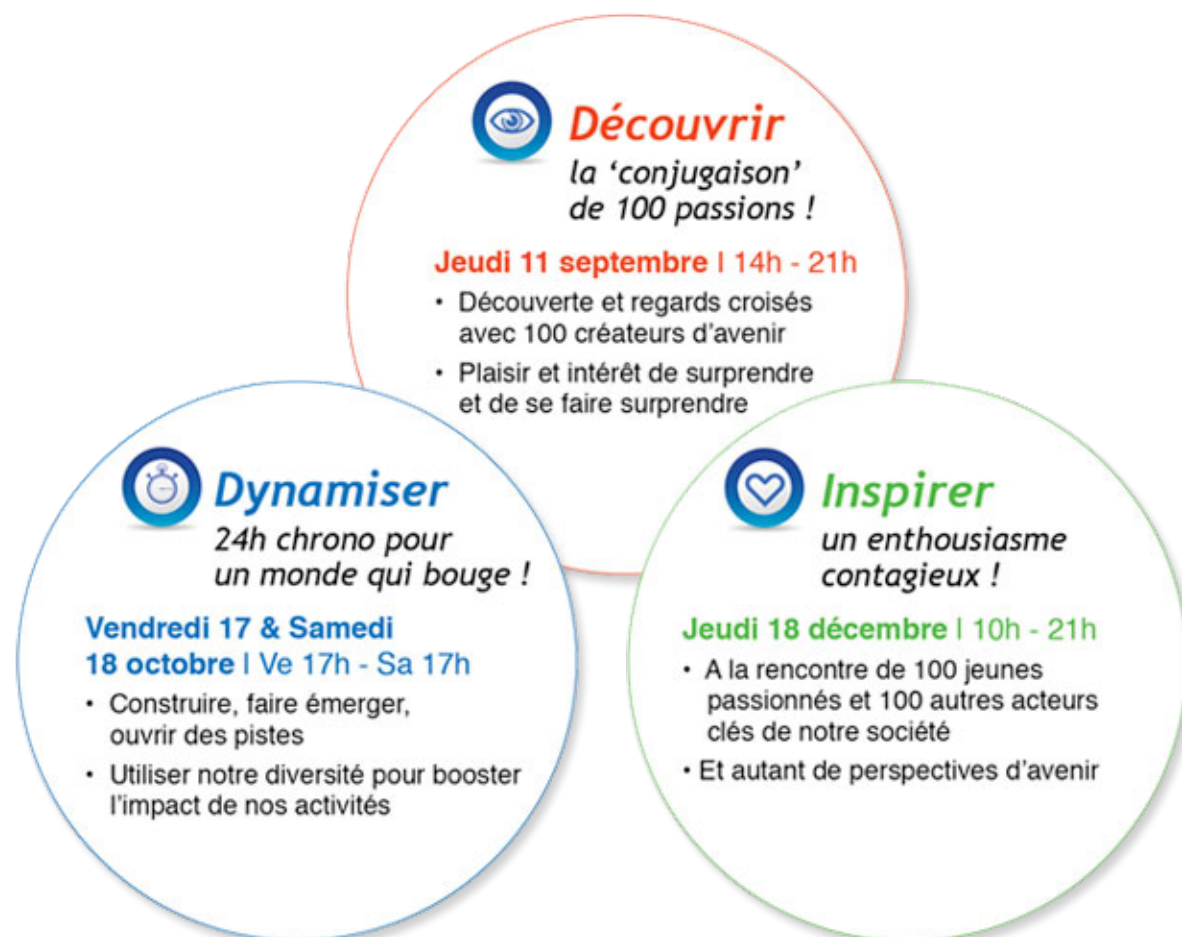 Découvrir
la ‘conjugaison’
de 100 passions !
Jeudi 11 septembre I 14h - 21h
• Découverte et regards croisés
avec 100 créateurs d’avenir
• Plaisir et intérêt de surprendre
et de se faire surprendre
Dynamiser
24h chrono pour
un monde qui bouge !
Vendredi 17 & Samedi
18 octobre I Ve 17h - Sa 17h
• Construire, faire émerger,
ouvrir des pistes
• Utiliser notre diversité pour booster
l’impact de nos activités
Inspirer
un enthousiasme
contagieux !
Jeudi 18 décembre I 10h - 21h
• A la rencontre de 100 jeunes
passionnés et 100 autres acteurs
clés de notre société
• Et autant de perspectives d’avenir